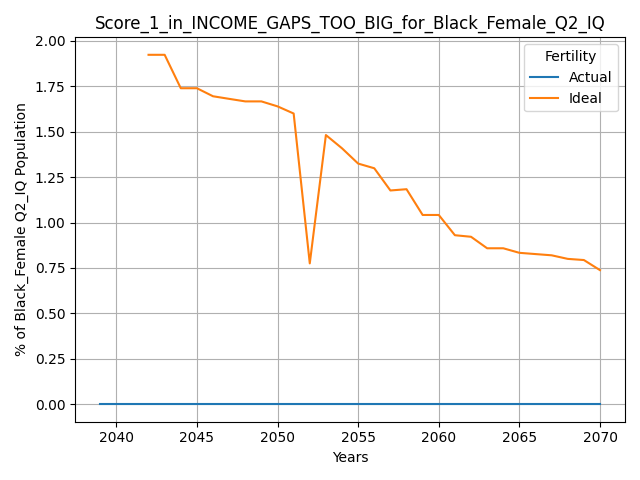 Score_1_in_INCOME_GAPS_TOO_BIG_for_Black_Female_Q2_IQ
% of Black_Female Q2_IQ Population
2.00
1.75
1.50
1.25
1.00
0.75
0.50
0.25
0.00
Fertility
Actual
Ideal
2040 2045 2050 2055 2060 2065 2070
Years